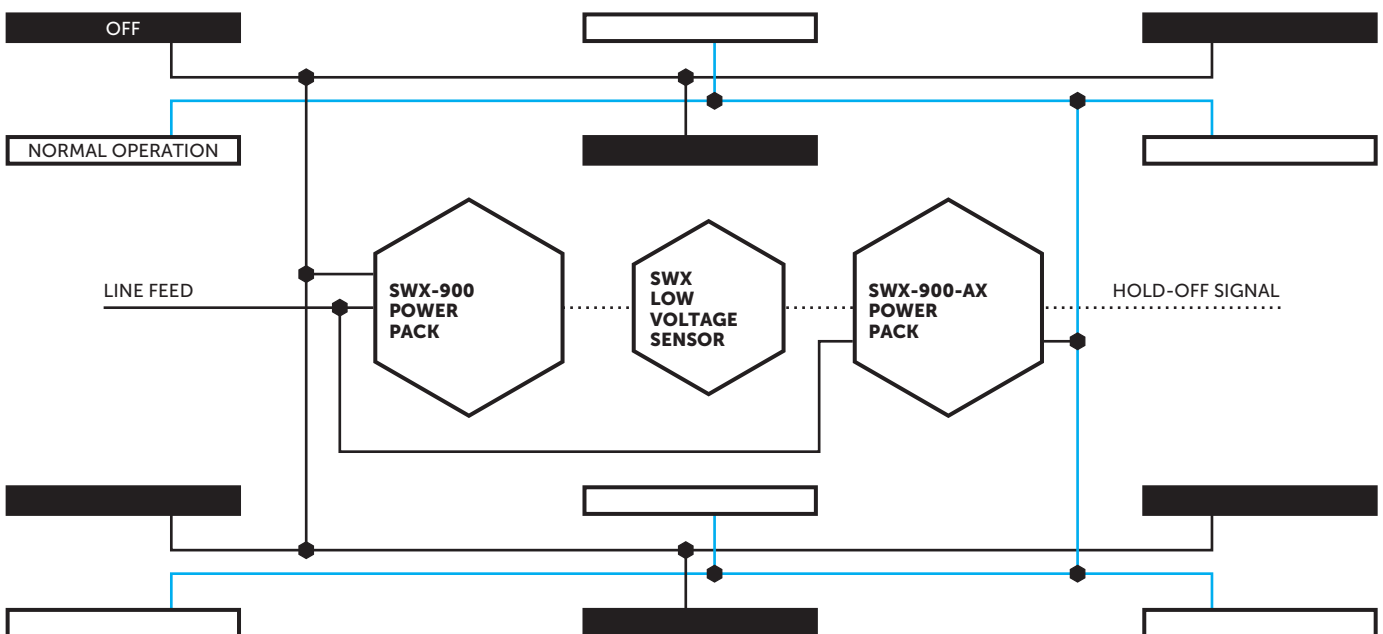 OFF
NORMAL OPERATION
LINE FEED
SWX-900
POWER
PACK
SWX
LOW
VOLTAGE
SENSOR
SWX-900-AX
POWER
PACK
HOLD-OFF SIGNAL